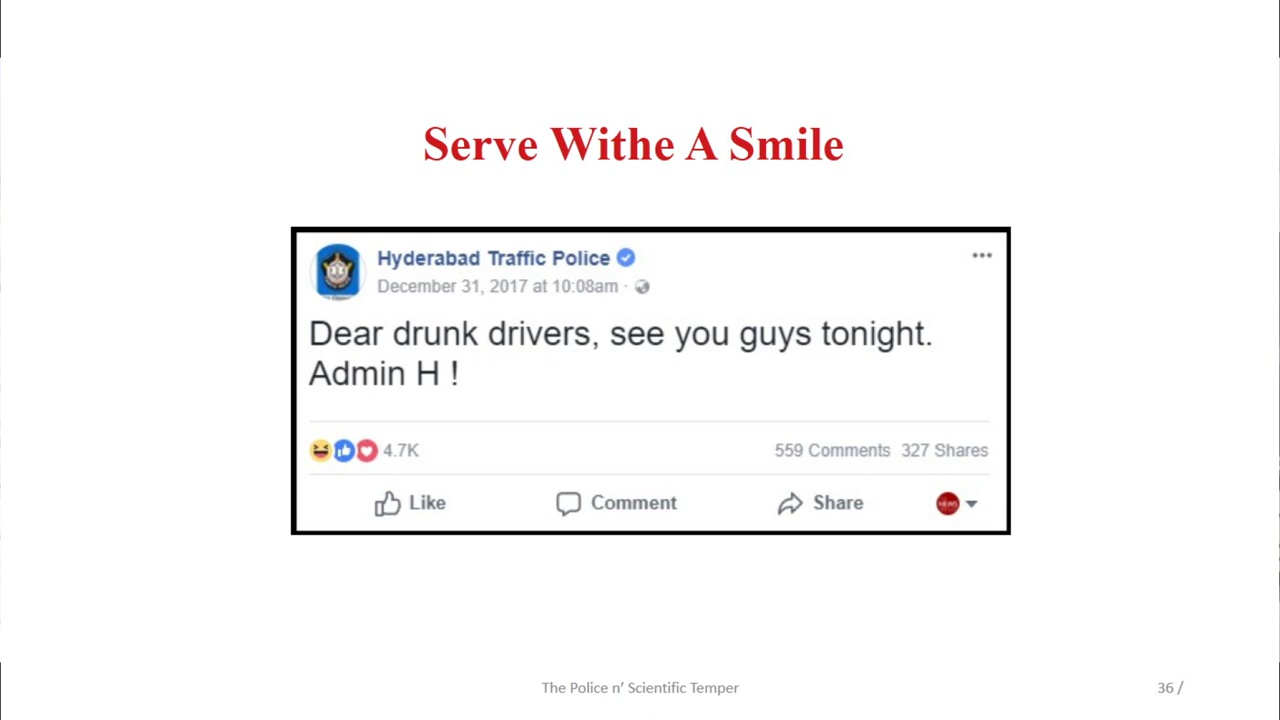 Serve Withe A Smile
Hyderabad Traffic Police
December 31, 2017 at 10:08am ·
Dear drunk drivers, see you guys tonight.
Admin H !
4.7K 559 Comments 327 Shares
Like Comment Share NEWS
The Police n’ Scientific Temper 36 /